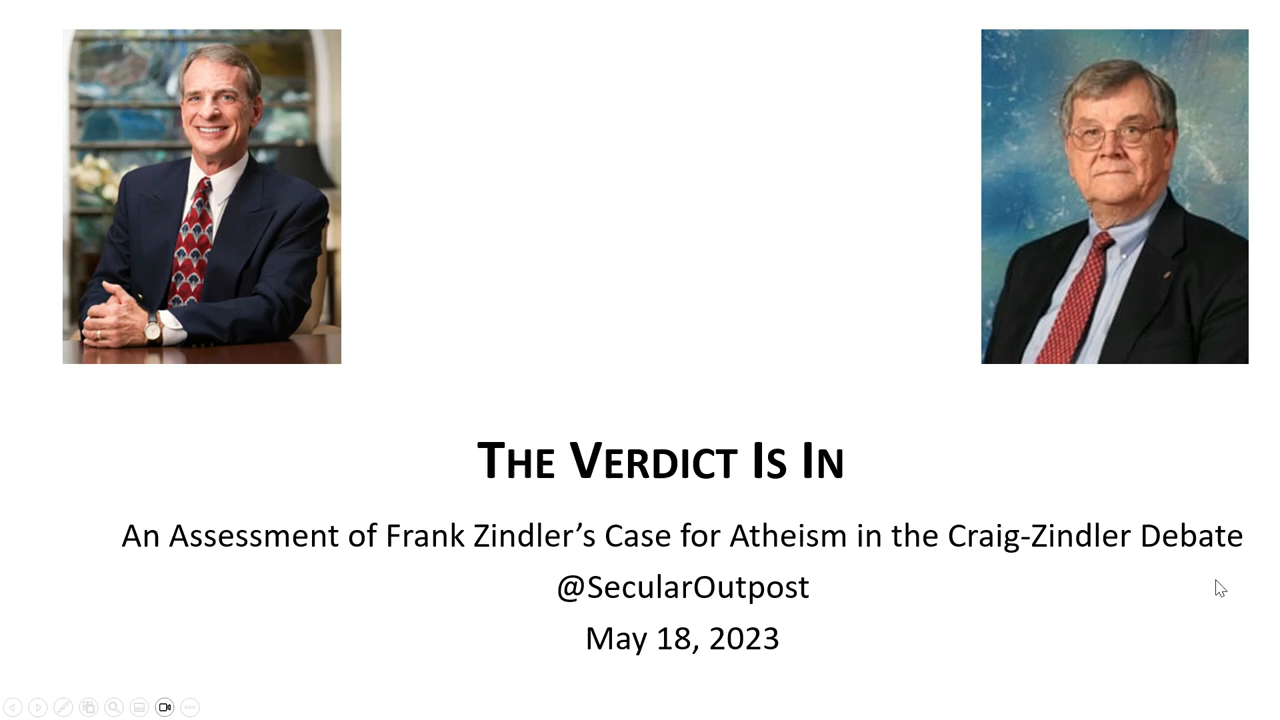 THE VERDICT IS IN
An Assessment of Frank Zindler’s Case for Atheism in the Craig-Zindler Debate
@SecularOutpost
May 18, 2023